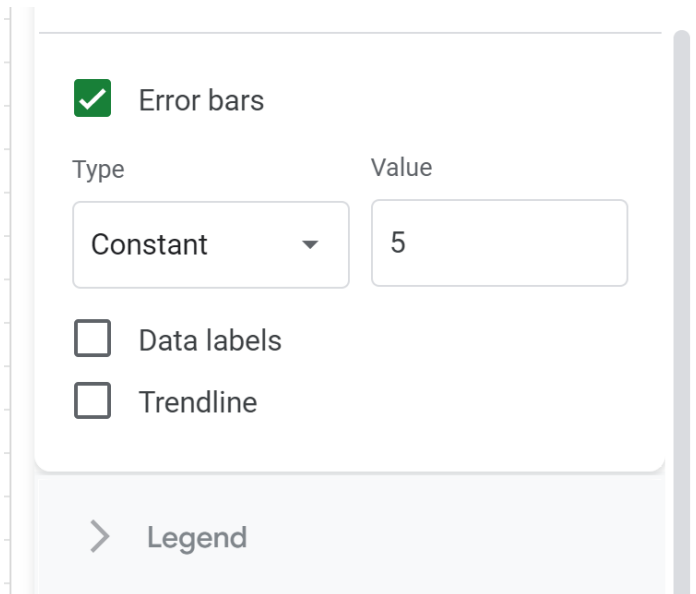 Error bars
Type Value
Constant 5
Data labels
Trendline
Legend